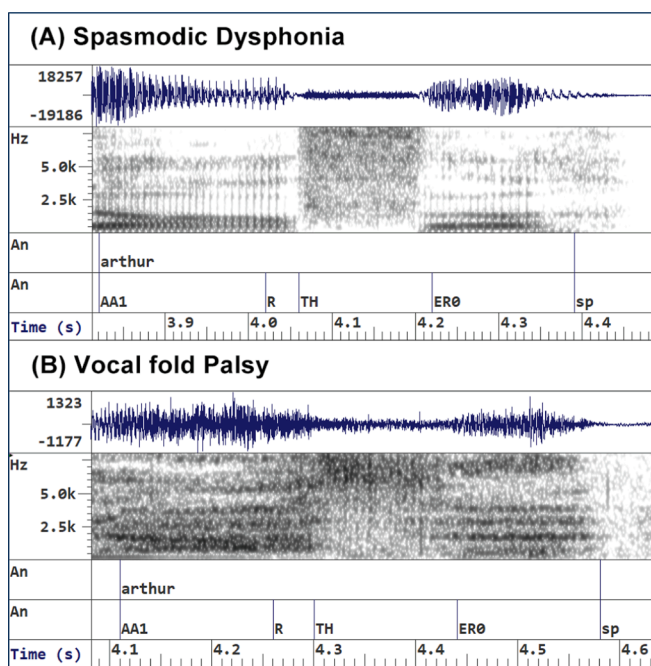 (A) Spasmodic Dysphonia
18257
-19186
Hz
5.0k
2.5k
An
arthur
An
AA1 R TH ER0 sp
Time (s) 3.9 4.0 4.1 4.2 4.3 4.4
(B) Vocal fold Palsy
1323
-1177
Hz
5.0k
2.5k
An
arthur
An
AA1 R TH ER0 sp
Time (s) 4.1 4.2 4.3 4.4 4.5 4.6